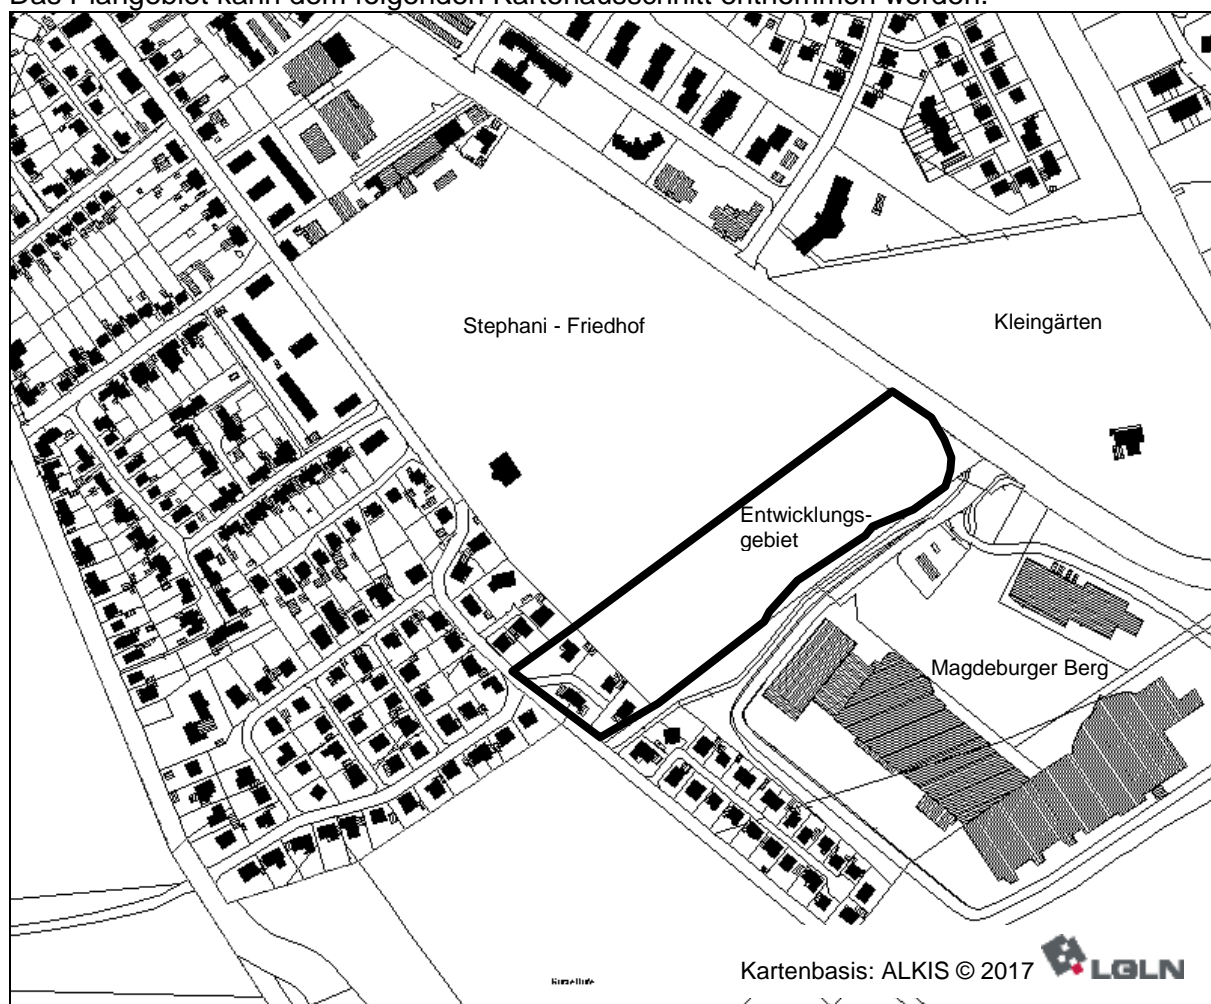 Das Plangebiet kann dem folgenden Kartenausschnitt entnommen werden:
Stephani - Friedhof
Kleingärten
Entwicklungs-
gebiet
Magdeburger Berg
Kartenbasis: ALKIS © 2017 LGLN